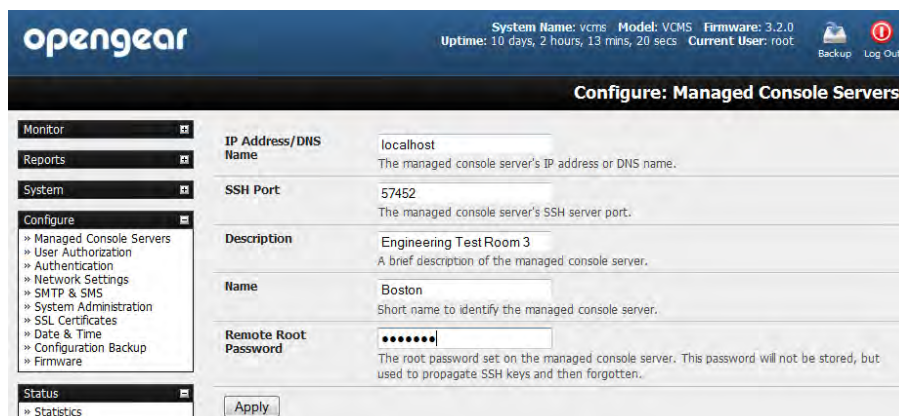 opengear
System Name: vcms Model: VCMS Firmware: 3.2.0
Uptime: 10 days, 2 hours, 13 mins, 20 secs Current User: root
Backup
Log Out
Configure: Managed Console Servers
Monitor
Reports
System
Configure
» Managed Console Servers
» User Authorization
» Authentication
» Network Settings
» SMTP & SMS
» System Administration
» SSL Certificates
» Date & Time
» Configuration Backup
» Firmware
Status
» Statistics
IP Address/DNS
Name
localhost
The managed console server's IP address or DNS name.
SSH Port
57452
The managed console server's SSH server port.
Description
Engineering Test Room 3
A brief description of the managed console server.
Name
Boston
Short name to identify the managed console server.
Remote Root
Password
•••••••
The root password set on the managed console server. This password will not be stored, but
used to propagate SSH keys and then forgotten.
Apply